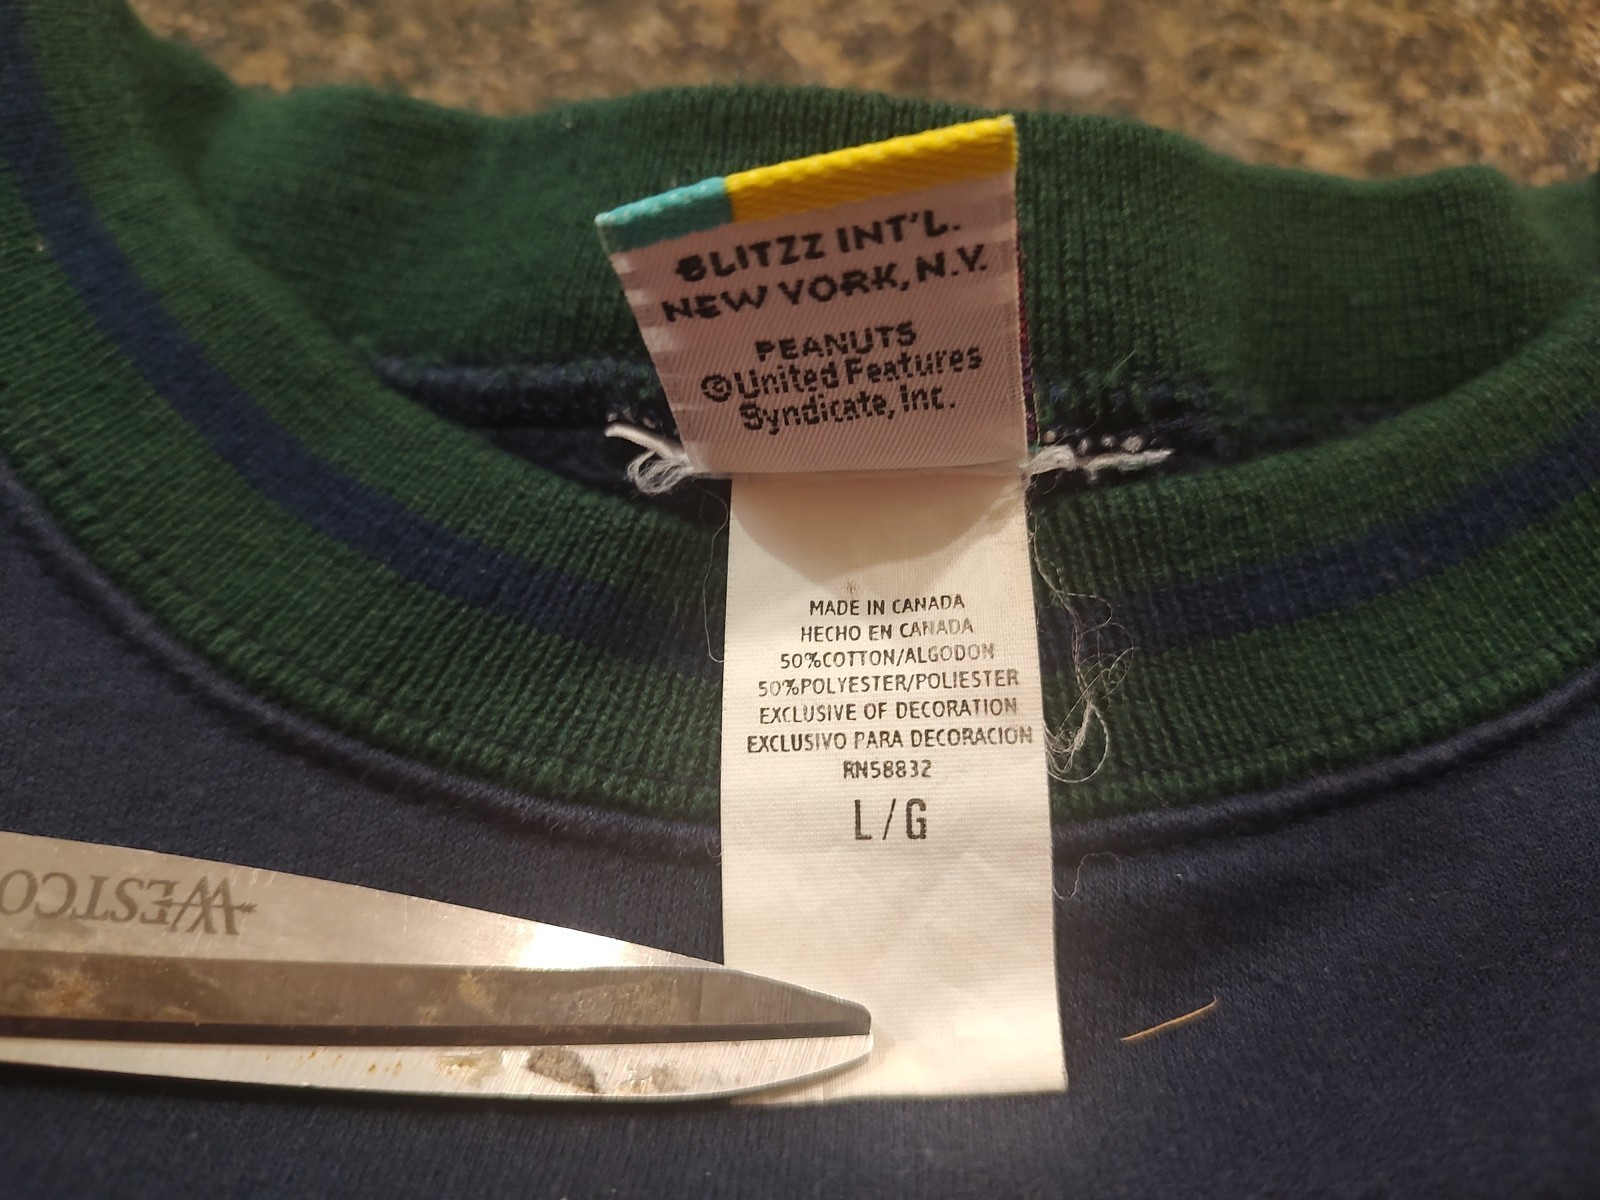 BLITZZ INT'L.
NEW YORK, N.Y.
PEANUTS
©United Features
Syndicate, Inc.
MADE IN CANADA
HECHO EN CANADA
50%COTTON/ALGODON
50%POLYESTER/POLIESTER
EXCLUSIVE OF DECORATION
EXCLUSIVO PARA DECORACION
RN58832
L/G
WESTCO